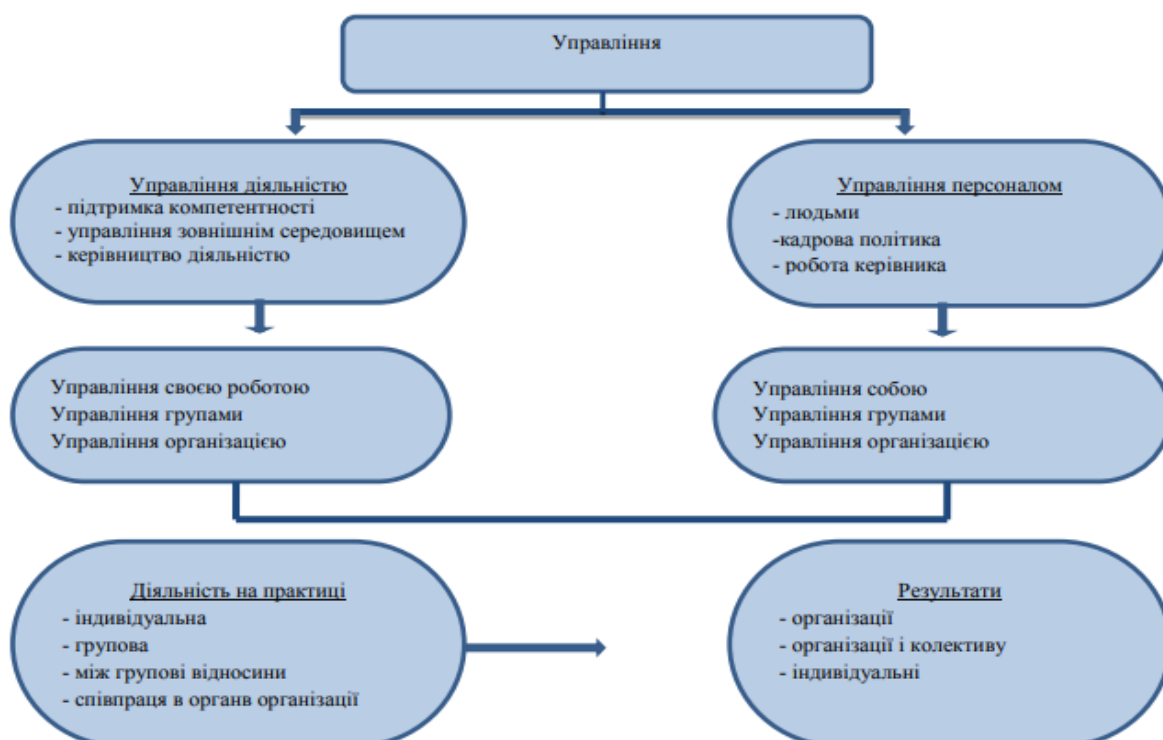 Управління
Управління діяльністю
- підтримка компетентності
- управління зовнішнім середовищем
- керівництво діяльністю
Управління персоналом
- людьми
-кадрова політика
- робота керівника
Управління своєю роботою
Управління групами
Управління організацією
Управління собою
Управління групами
Управління організацією
Діяльність на практиці
- індивідуальна
- групова
- між групові відносини
- співпраця в органв організації
Результати
- організації
- організації і колективу
- індивідуальні